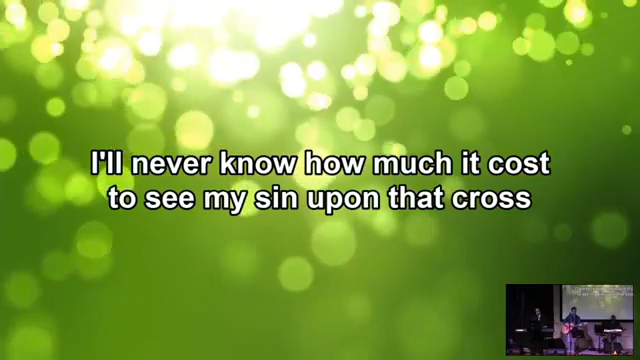 I'll never know how much it cost
to see my sin upon that cross